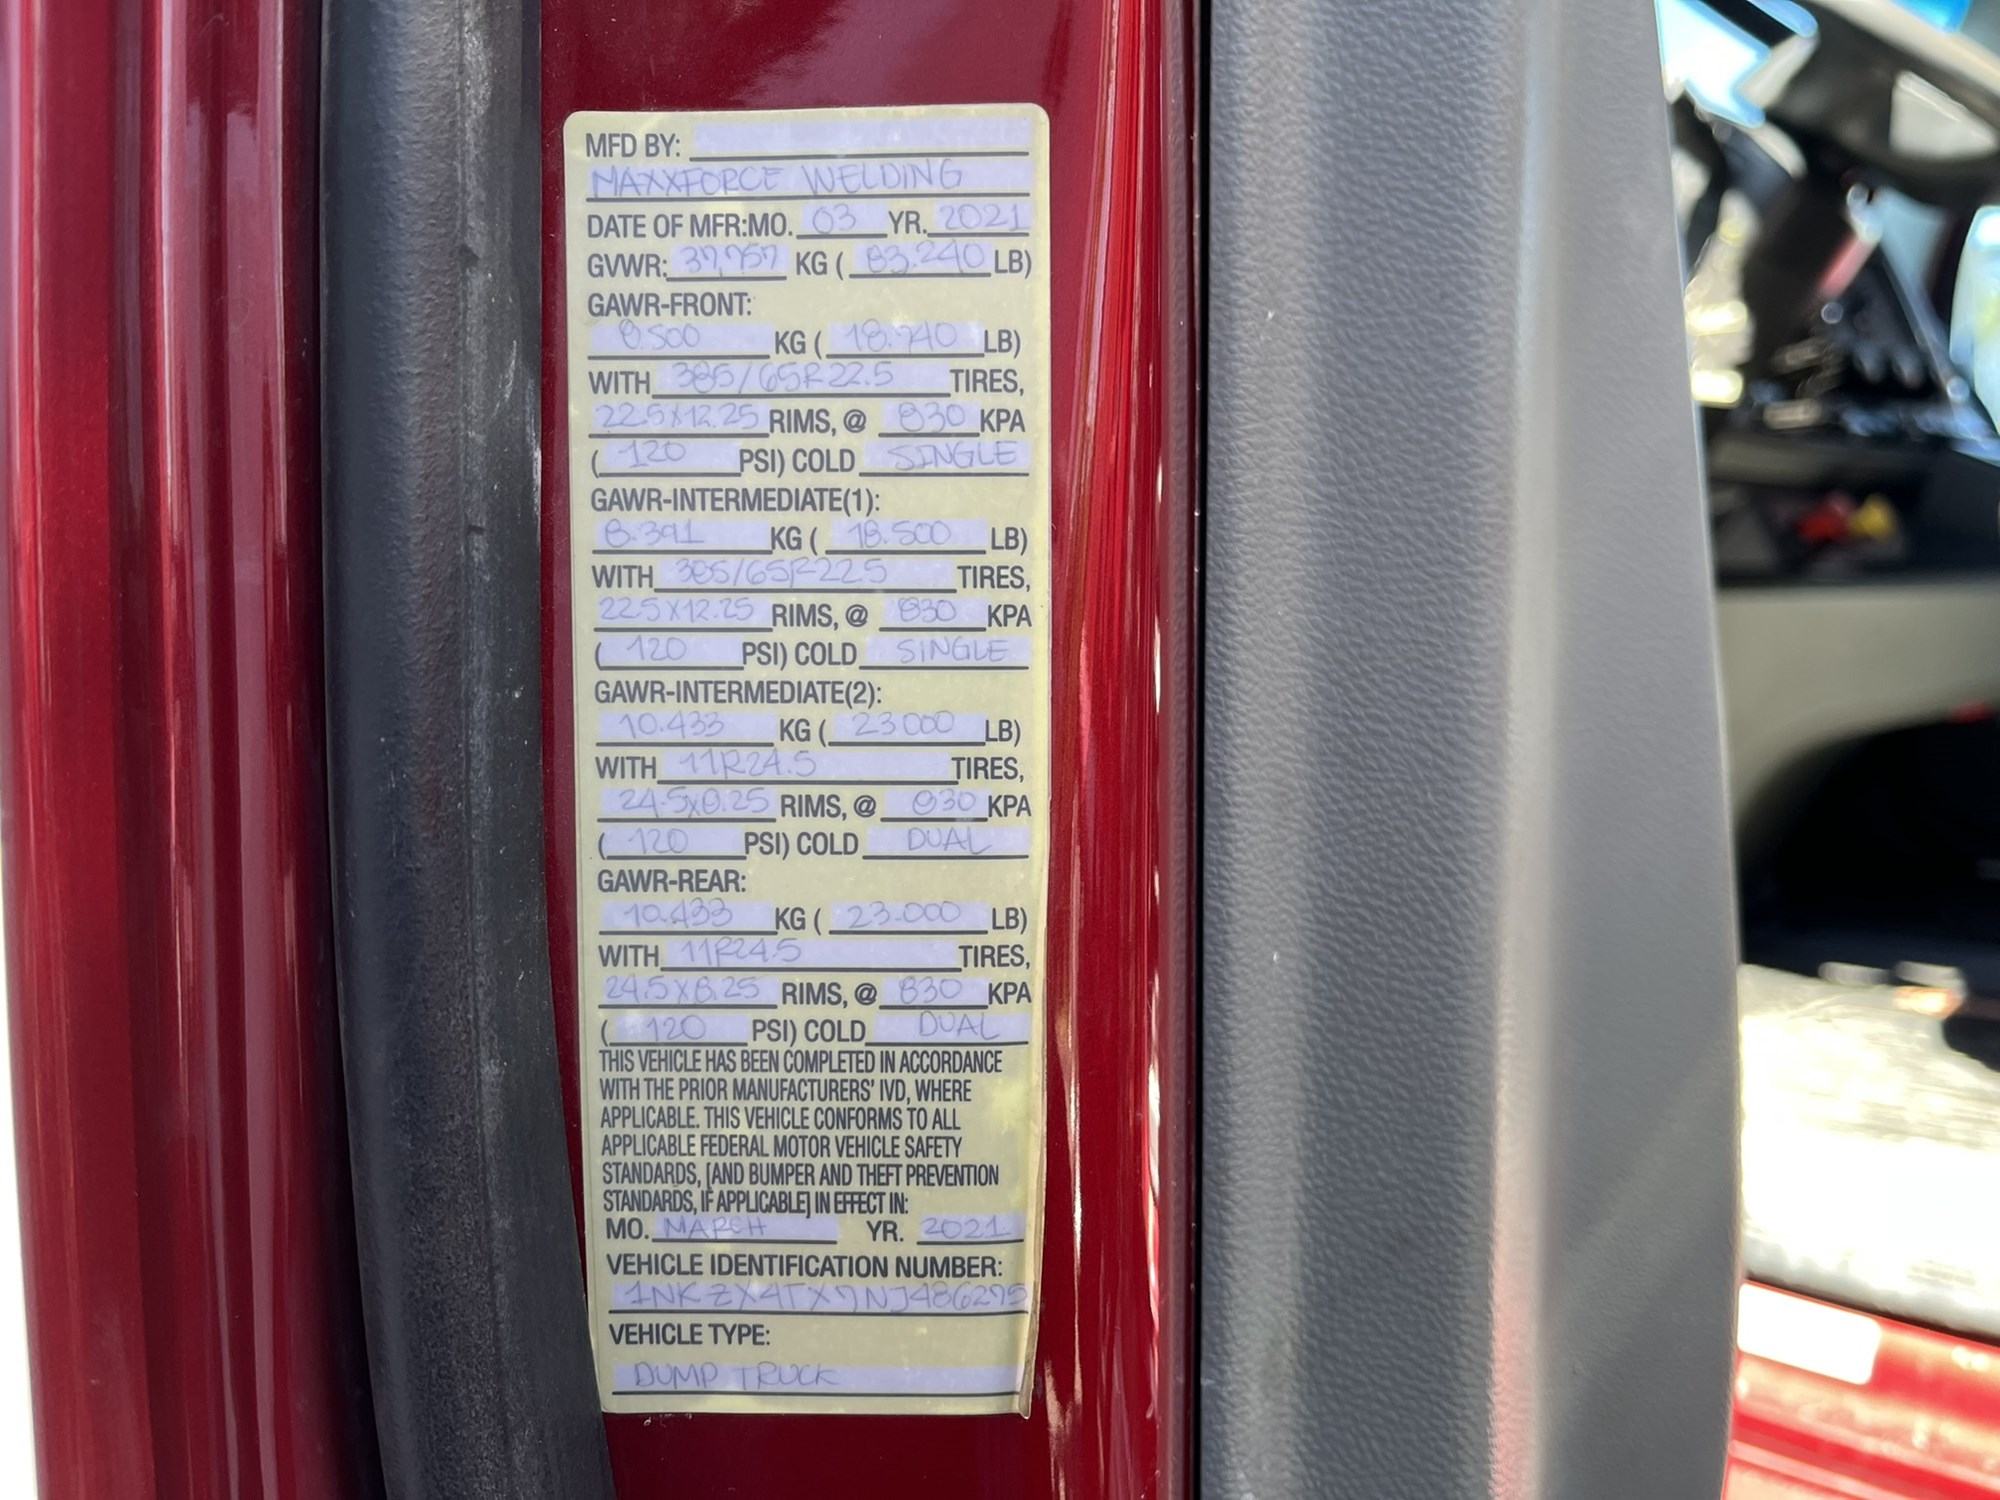 MFD BY:
MAXXFORCE WELDING
DATE OF MFR:MO. 03 YR. 2021
GVWR: 37,757 KG ( 83.240 LB)
GAWR-FRONT:
8.500 KG ( 18.740 LB)
WITH 385/65R22.5 TIRES,
22.5X12.25 RIMS, @ 830 KPA
( 120 PSI) COLD SINGLE
GAWR-INTERMEDIATE(1):
8.391 KG ( 18.500 LB)
WITH 385/65R22.5 TIRES,
22.5X12.25 RIMS, @ 830 KPA
( 120 PSI) COLD SINGLE
GAWR-INTERMEDIATE(2):
10.433 KG ( 23000 LB)
WITH 11R24.5 TIRES,
24.5x8.25 RIMS, @ 830 KPA
( 120 PSI) COLD DUAL
GAWR-REAR:
10.433 KG ( 23.000 LB)
WITH 11R24.5 TIRES,
24.5X8.25 RIMS, @ 830 KPA
( 120 PSI) COLD DUAL
THIS VEHICLE HAS BEEN COMPLETED IN ACCORDANCE
WITH THE PRIOR MANUFACTURERS' IVD, WHERE
APPLICABLE. THIS VEHICLE CONFORMS TO ALL
APPLICABLE FEDERAL MOTOR VEHICLE SAFETY
STANDARDS, [AND BUMPER AND THEFT PREVENTION
STANDARDS, IF APPLICABLE] IN EFFECT IN:
MO. MARCH YR. 2021
VEHICLE IDENTIFICATION NUMBER:
1NKZX4TX7NJ486275
VEHICLE TYPE:
DUMP TRUCK